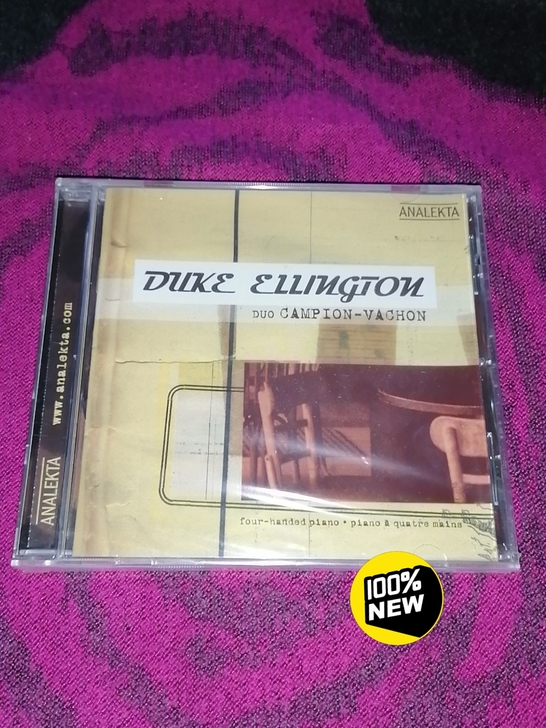 ANALEKTA
DUKE ELLINGTON
DUO CAMPION-VACHON
four-handed piano • piano à quatre mains
www.analekta.com
ANALEKTA
100%
NEW